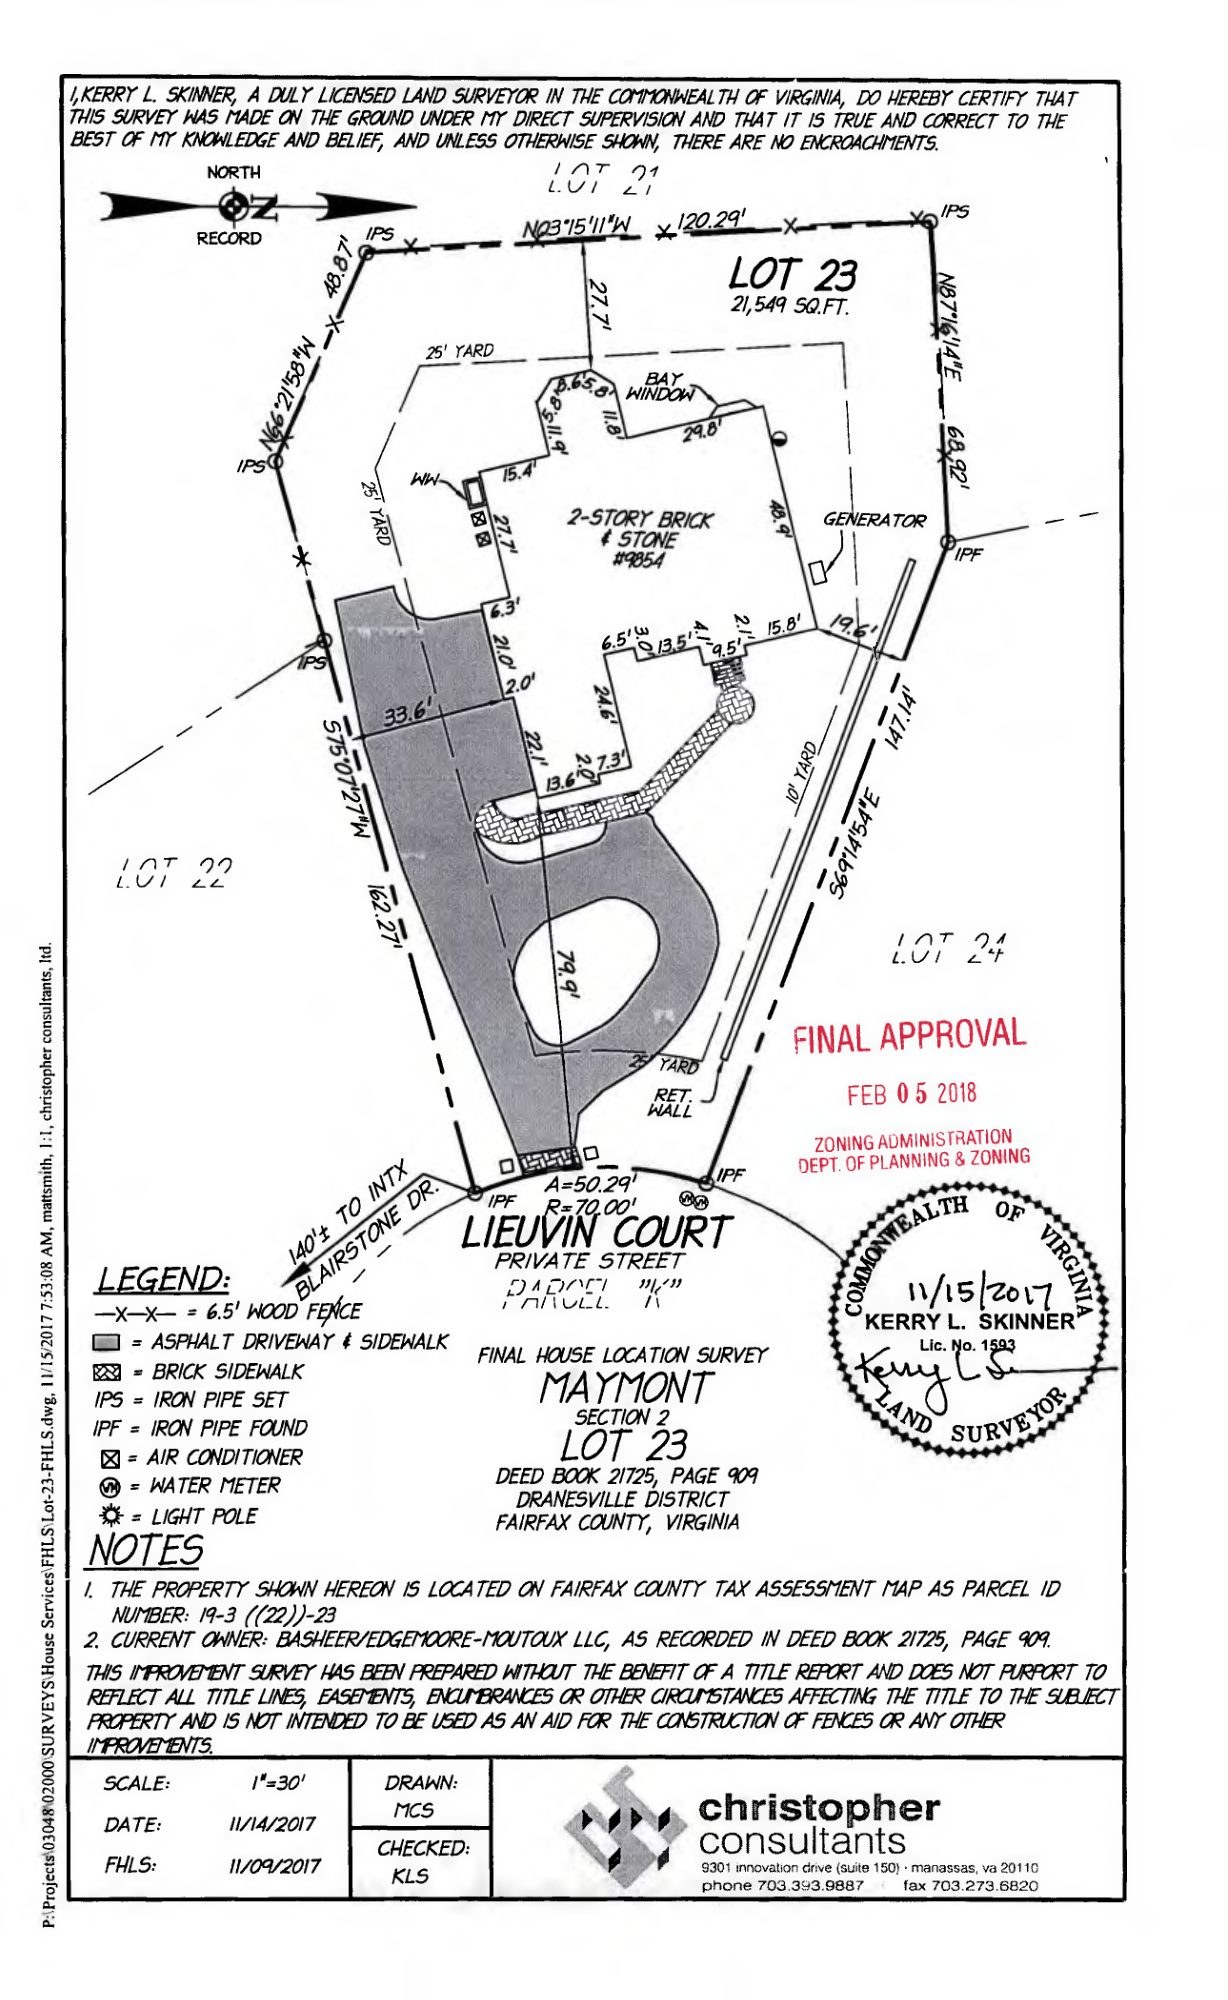 I, KERRY L. SKINNER, A DULY LICENSED LAND SURVEYOR IN THE COMMONWEALTH OF VIRGINIA, DO HEREBY CERTIFY THAT
THIS SURVEY WAS MADE ON THE GROUND UNDER MY DIRECT SUPERVISION AND THAT IT IS TRUE AND CORRECT TO THE
BEST OF MY KNOWLEDGE AND BELIEF, AND UNLESS OTHERWISE SHOWN, THERE ARE NO ENCROACHMENTS.
NORTH
N
RECORD
LOT 21
IPS
N03°15'11"W 120.29'
IPS
48.87'
N66°21'58"W
LOT 23
21,549 SQ.FT.
27.7'
N87°16'14"E
68.92'
25' YARD
BAY
WINDOW
8.6'
5.8'
5.8'
11.8'
11.9'
29.8'
IPS
WW
15.4'
25' YARD
27.7'
2-STORY BRICK
& STONE
#9854
48.9'
GENERATOR
IPF
6.3'
21.0'
2.0'
6.5'
3.0'
13.5'
4.1'
9.5'
2.1'
15.8'
19.6'
IPS
33.6'
24.6'
22.1'
13.6'
2.0'
7.3'
S75°07'27"W
162.27'
10' YARD
147.14'
S69°14'54"E
LOT 22
LOT 24
79.9'
25' YARD
RET.
WALL
FINAL APPROVAL
FEB 05 2018
ZONING ADMINISTRATION
DEPT. OF PLANNING & ZONING
140'± TO INTX
BLAIRSTONE DR.
IPF
A=50.29'
R=70.00'
IPF
WM WM
LIEUVIN COURT
PRIVATE STREET
PARCEL "K"
COMMONWEALTH OF VIRGINIA
11/15/2017
KERRY L. SKINNER
Lic. No. 1593
Kerry L S
LAND SURVEYOR
LEGEND:
—X—X— = 6.5' WOOD FENCE
= ASPHALT DRIVEWAY & SIDEWALK
= BRICK SIDEWALK
IPS = IRON PIPE SET
IPF = IRON PIPE FOUND
= AIR CONDITIONER
WM = WATER METER
= LIGHT POLE
FINAL HOUSE LOCATION SURVEY
MAYMONT
SECTION 2
LOT 23
DEED BOOK 21725, PAGE 909
DRANESVILLE DISTRICT
FAIRFAX COUNTY, VIRGINIA
NOTES
1. THE PROPERTY SHOWN HEREON IS LOCATED ON FAIRFAX COUNTY TAX ASSESSMENT MAP AS PARCEL ID
NUMBER: 19-3 ((22))-23
2. CURRENT OWNER: BASHEER/EDGEMOORE-MOUTOUX LLC, AS RECORDED IN DEED BOOK 21725, PAGE 909.
THIS IMPROVEMENT SURVEY HAS BEEN PREPARED WITHOUT THE BENEFIT OF A TITLE REPORT AND DOES NOT PURPORT TO
REFLECT ALL TITLE LINES, EASEMENTS, ENCUMBRANCES OR OTHER CIRCUMSTANCES AFFECTING THE TITLE TO THE SUBJECT
PROPERTY AND IS NOT INTENDED TO BE USED AS AN AID FOR THE CONSTRUCTION OF FENCES OR ANY OTHER
IMPROVEMENTS.
SCALE: 1"=30'
DATE: 11/14/2017
FHLS: 11/09/2017
DRAWN:
MCS
CHECKED:
KLS
christopher
consultants
9301 innovation drive (suite 150) · manassas, va 20110
phone 703.393.9887 fax 703.273.6820
P:\Projects\03048\02000\SURVEYS\House Services\FHLS\Lot-23-FHLS.dwg, 11/15/2017 7:53:08 AM, mattsmith, 1:1, christopher consultants, ltd.